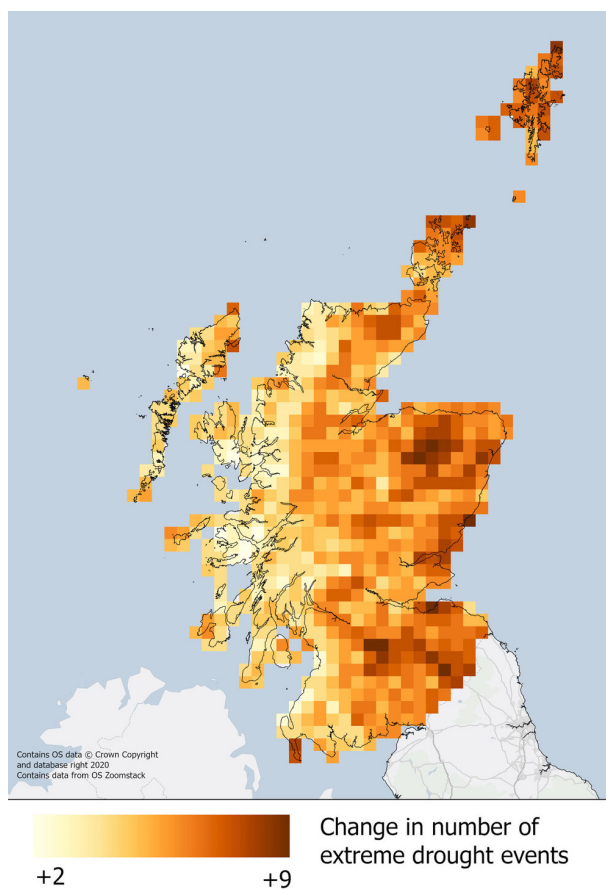 Contains OS data © Crown Copyright
and database right 2020
Contains data from OS Zoomstack
Change in number of
extreme drought events
+2
+9